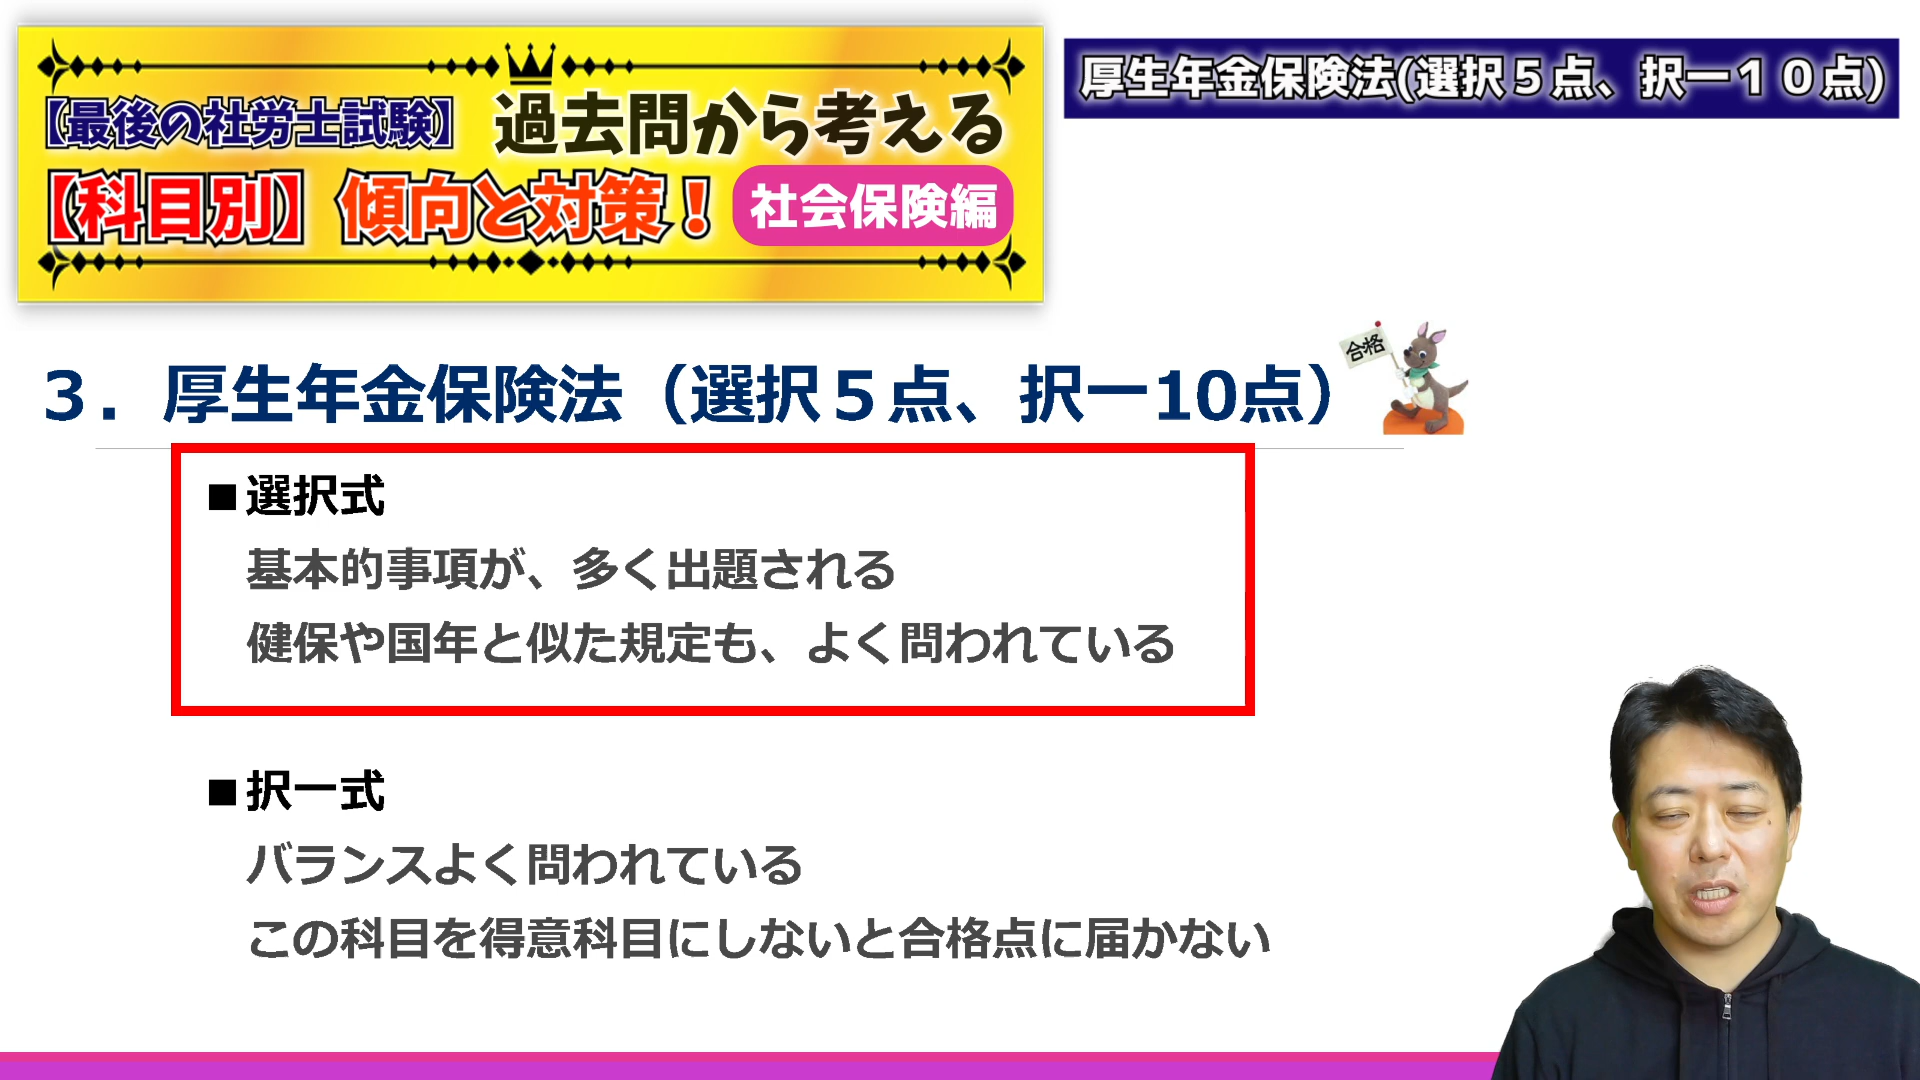 【最後の社労士試験】 過去問から考える
【科目別】 傾向と対策！ 社会保険編
厚生年金保険法(選択５点、択一１０点)
３．厚生年金保険法（選択５点、択一10点）
合格
■選択式
基本的事項が、多く出題される
健保や国年と似た規定も、よく問われている
■択一式
バランスよく問われている
この科目を得意科目にしないと合格点に届かない